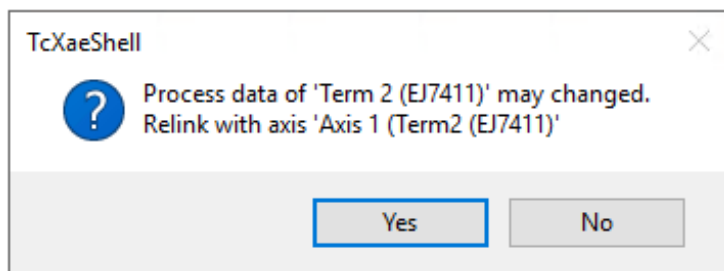 TcXaeShell
Process data of 'Term 2 (EJ7411)' may changed.
Relink with axis 'Axis 1 (Term2 (EJ7411)'
Yes
No